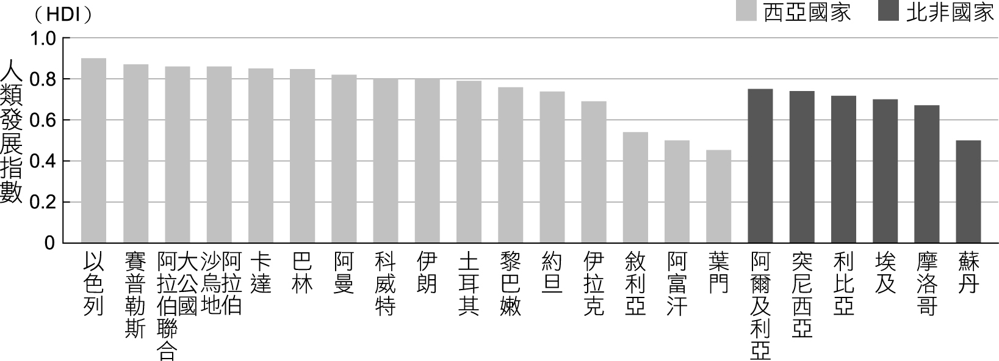 （HDI）
西亞國家
北非國家
人類發展指數
1.0
0.8
0.6
0.4
0.2
0
以色列
賽普勒斯
阿拉伯聯合
大公國
沙烏地
阿拉伯
卡達
巴林
阿曼
科威特
伊朗
土耳其
黎巴嫩
約旦
伊拉克
敘利亞
阿富汗
葉門
阿爾及利亞
突尼西亞
利比亞
埃及
摩洛哥
蘇丹